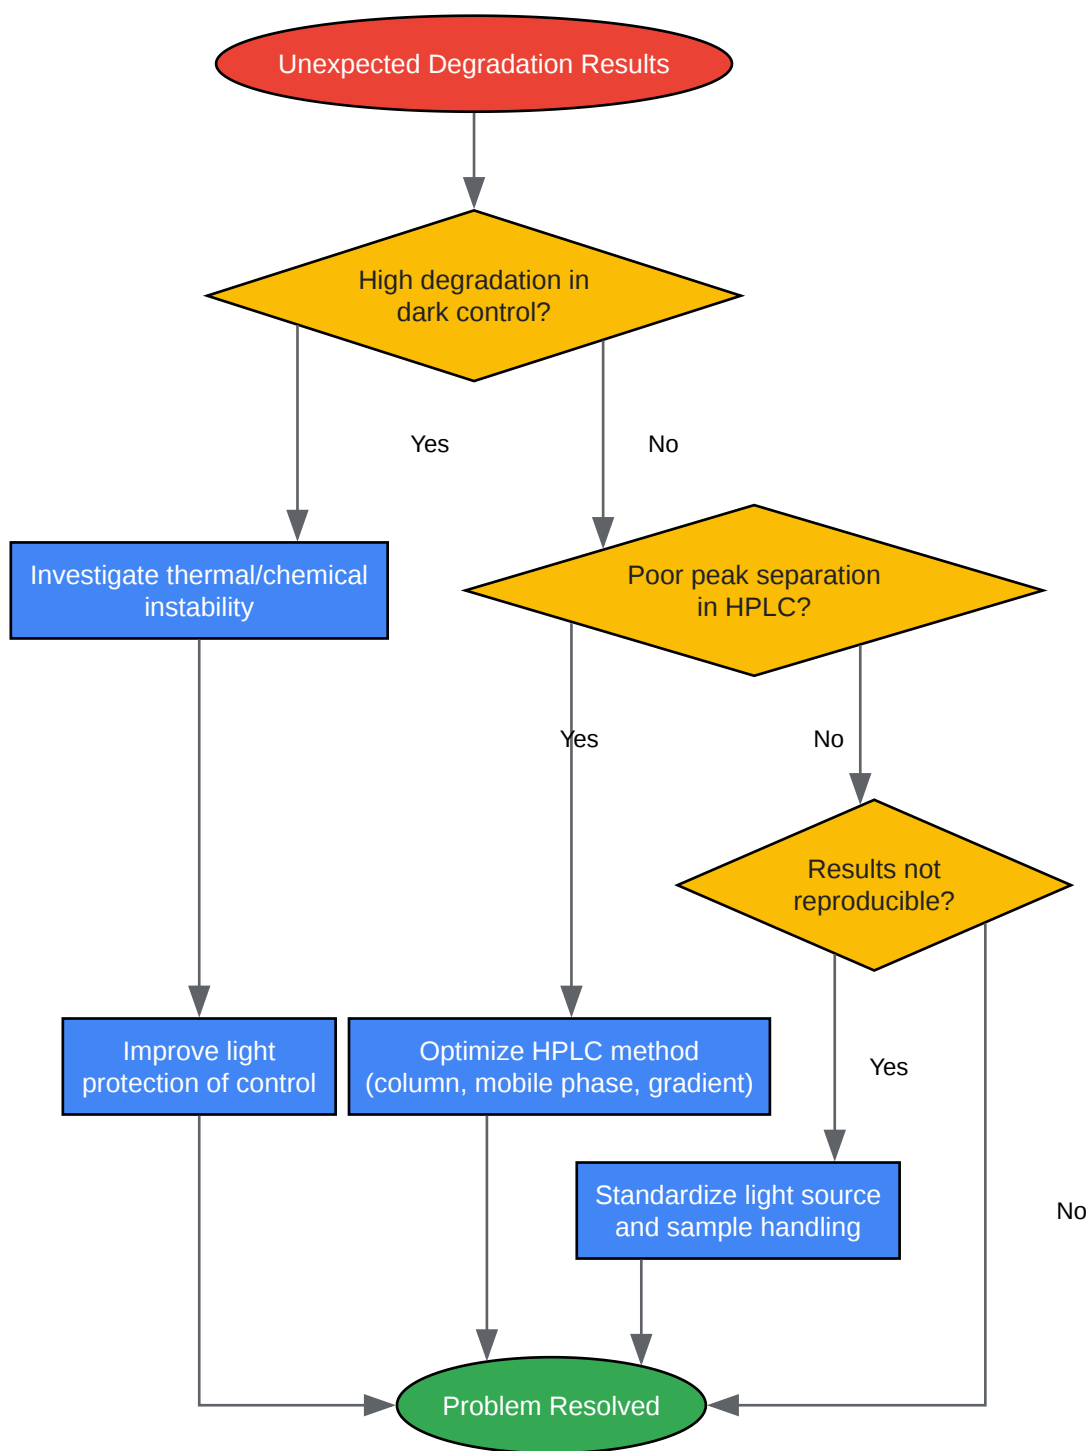 Unexpected Degradation Results
High degradation in
dark control?
Yes
No
Investigate thermal/chemical
instability
Poor peak separation
in HPLC?
Yes
No
Results not
reproducible?
Improve light
protection of control
Optimize HPLC method
(column, mobile phase, gradient)
Yes
Standardize light source
and sample handling
No
Problem Resolved